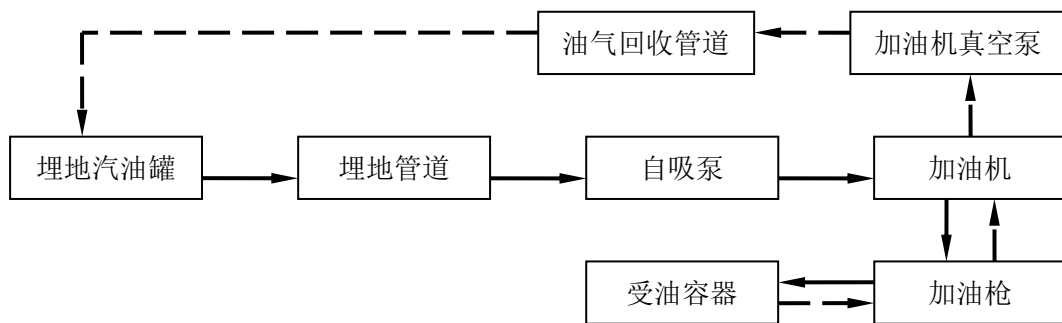 油气回收管道
加油机真空泵
埋地汽油罐
埋地管道
自吸泵
加油机
受油容器
加油枪